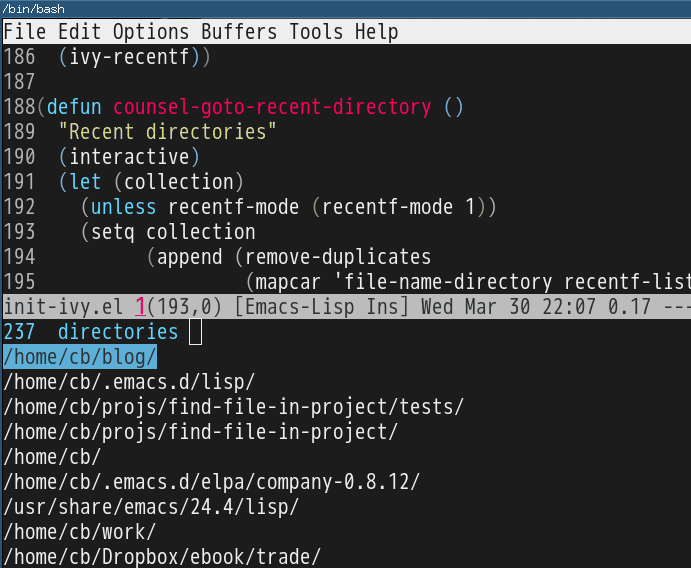 /bin/bash
File Edit Options Buffers Tools Help
186  (ivy-recentf))
187
188(defun counsel-goto-recent-directory ()
189  "Recent directories"
190  (interactive)
191  (let (collection)
192    (unless recentf-mode (recentf-mode 1))
193    (setq collection
194          (append (remove-duplicates
195                   (mapcar 'file-name-directory recentf-list
init-ivy.el 1(193,0) [Emacs-Lisp Ins] Wed Mar 30 22:07 0.17 ---
237  directories
/home/cb/blog/
/home/cb/.emacs.d/lisp/
/home/cb/projs/find-file-in-project/tests/
/home/cb/projs/find-file-in-project/
/home/cb/
/home/cb/.emacs.d/elpa/company-0.8.12/
/usr/share/emacs/24.4/lisp/
/home/cb/work/
/home/cb/Dropbox/ebook/trade/